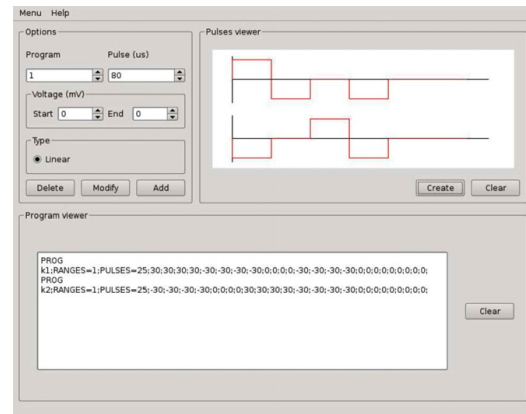 Menu Help
Options
Pulses viewer
Program Pulse (us)
1 80
Voltage (mV)
Start 0 End 0
Type
Linear
Delete Modify Add
Create Clear
Program viewer
PROG
k1;RANGES=1;PULSES=25;30;30;30;30;-30;-30;-30;-30;0;0;0;0;-30;-30;-30;-30;0;0;0;0;0;0;0;0;0;
PROG
k2;RANGES=1;PULSES=25;-30;-30;-30;-30;0;0;0;0;30;30;30;30;-30;-30;-30;-30;0;0;0;0;0;0;0;0;0;
Clear